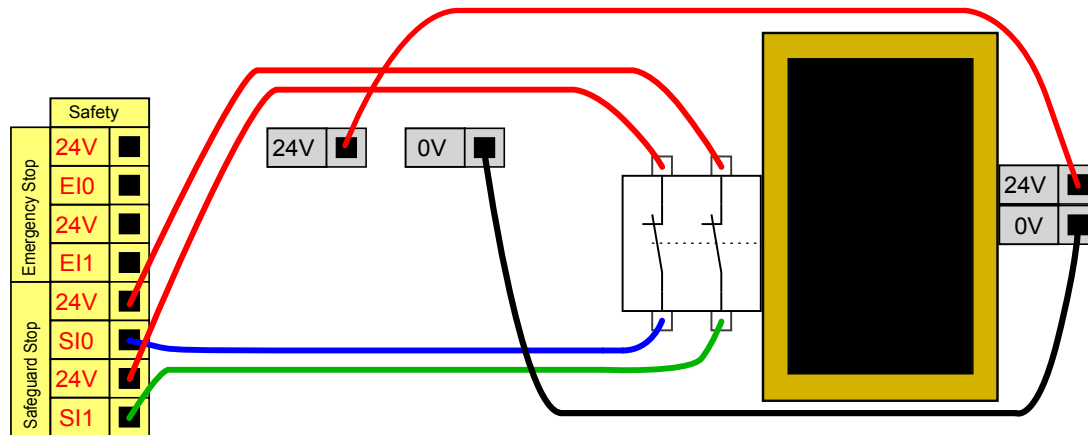 Safety
Emergency Stop
24V
EI0
24V
EI1
Safeguard Stop
24V
SI0
24V
SI1
24V
0V
24V
0V